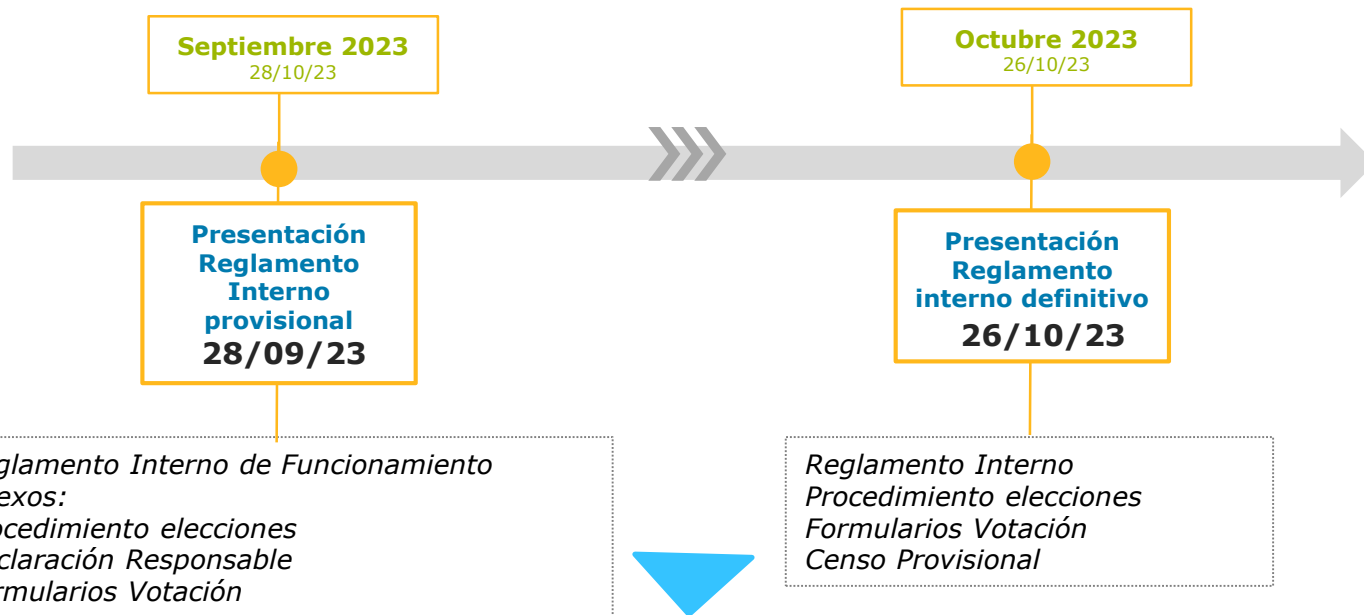 Septiembre 2023
28/10/23
Octubre 2023
26/10/23
Presentación
Reglamento
Interno
provisional
28/09/23
Presentación
Reglamento
interno definitivo
26/10/23
glamento Interno de Funcionamiento
exos:
ocedimiento elecciones
claración Responsable
rmularios Votación
Reglamento Interno
Procedimiento elecciones
Formularios Votación
Censo Provisional